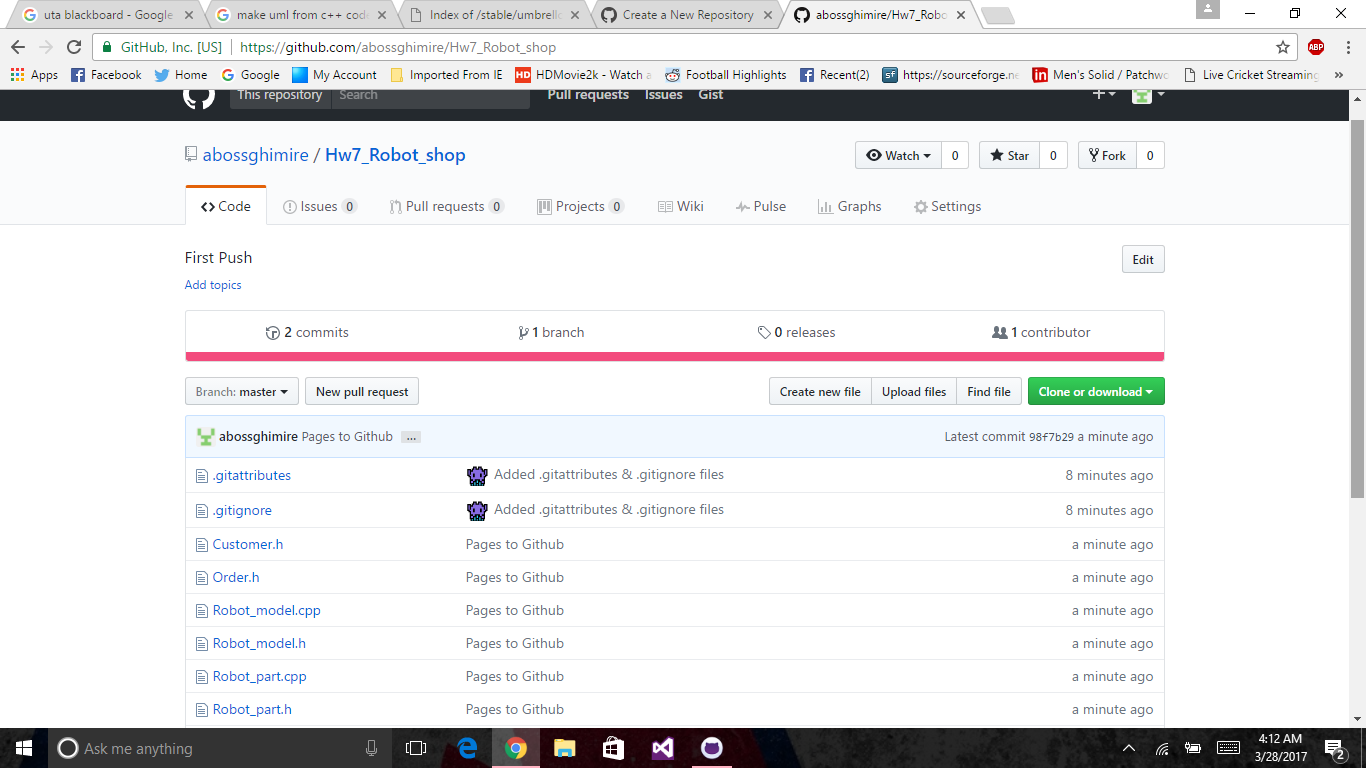 uta blackboard - Google
make uml from c++ code
Index of /stable/umbrello
Create a New Repository
abossghimire/Hw7_Robo
GitHub, Inc. [US] https://github.com/abossghimire/Hw7_Robot_shop
ABP
Apps Facebook Home Google My Account Imported From IE HD HDMovie2k - Watch a Football Highlights Recent(2) sf https://sourceforge.ne in Men's Solid / Patchwo Live Cricket Streaming »
This repository Search Pull requests Issues Gist
abossghimire / Hw7_Robot_shop
Watch 0 Star 0 Fork 0
Code Issues 0 Pull requests 0 Projects 0 Wiki Pulse Graphs Settings
First Push Edit
Add topics
2 commits 1 branch 0 releases 1 contributor
Branch: master New pull request Create new file Upload files Find file Clone or download
abossghimire Pages to Github ... Latest commit 98f7b29 a minute ago
.gitattributes Added .gitattributes & .gitignore files 8 minutes ago
.gitignore Added .gitattributes & .gitignore files 8 minutes ago
Customer.h Pages to Github a minute ago
Order.h Pages to Github a minute ago
Robot_model.cpp Pages to Github a minute ago
Robot_model.h Pages to Github a minute ago
Robot_part.cpp Pages to Github a minute ago
Robot_part.h Pages to Github a minute ago
Ask me anything
4:12 AM
3/28/2017
2